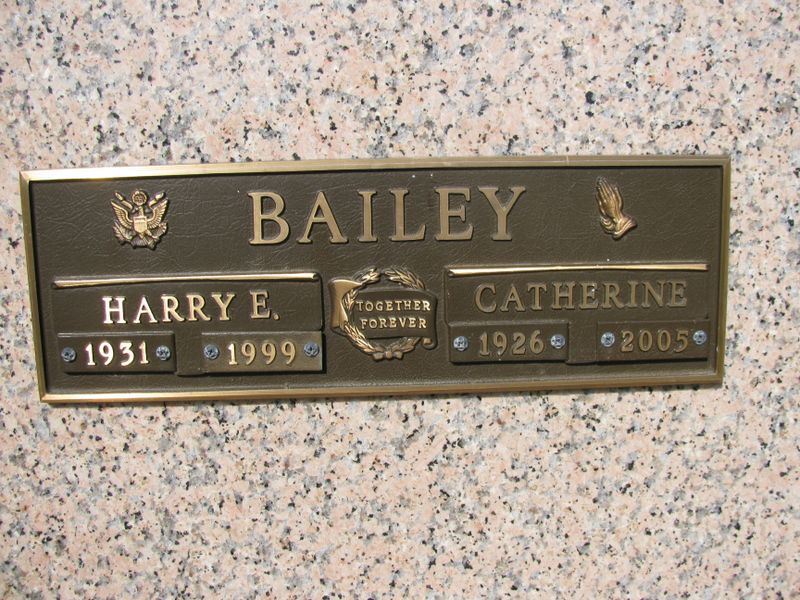 BAILEY
HARRY E.
1931 1999
TOGETHER
FOREVER
CATHERINE
1926 2005